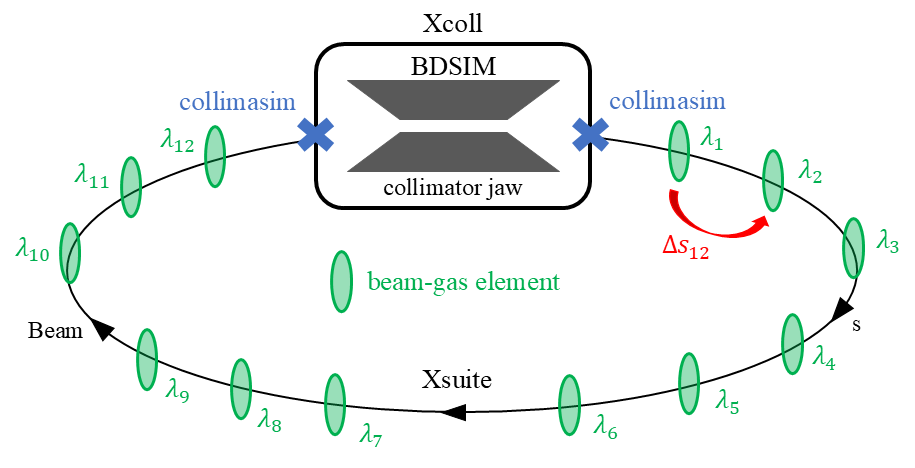 Xcoll
BDSIM
collimasim
collimasim
collimator jaw
λ₁₂
λ₁₁
λ₁₀
λ₁
λ₂
λ₃
Δs₁₂
beam-gas element
Beam
s
λ₄
λ₅
λ₆
λ₇
λ₈
λ₉
Xsuite